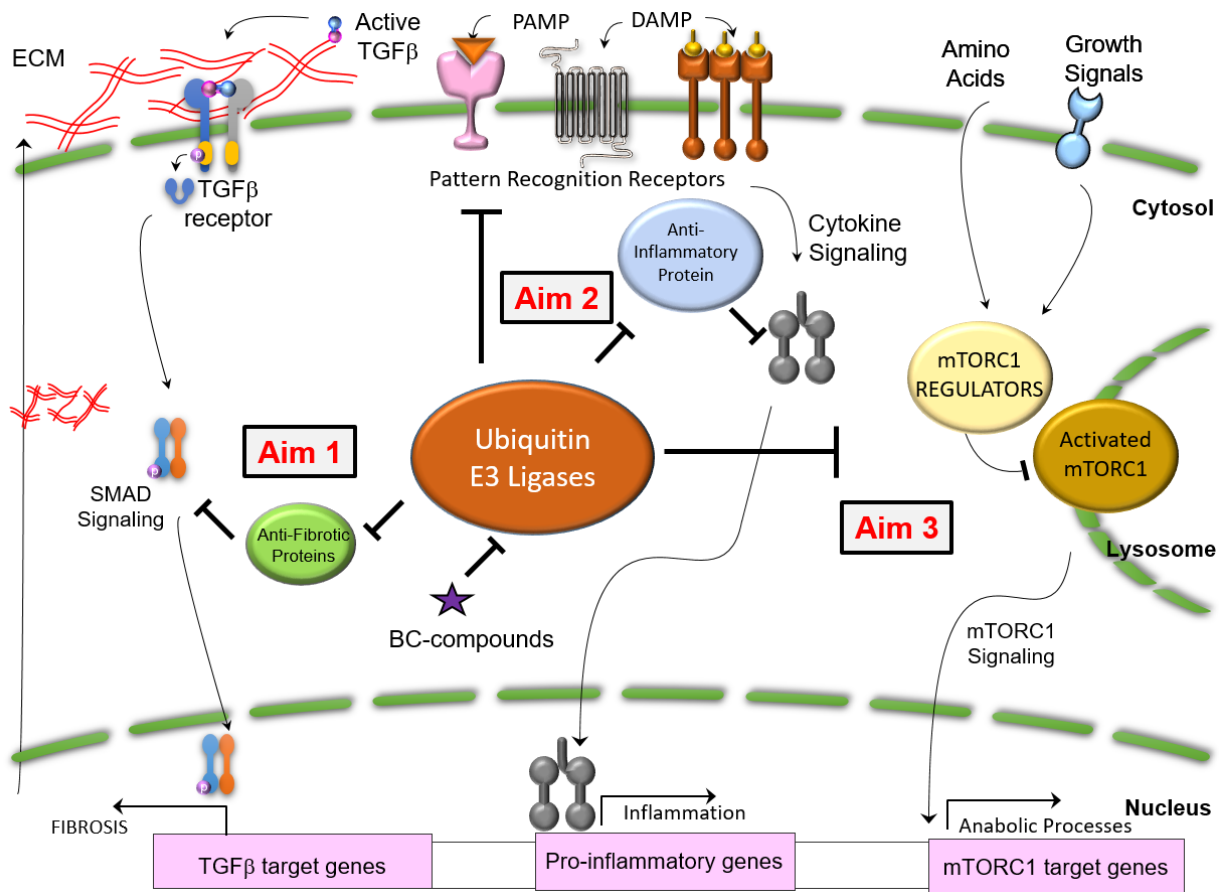 ECM
Active
TGFβ
PAMP
DAMP
Amino
Acids
Growth
Signals
p
TGFβ
receptor
Pattern Recognition Receptors
Cytosol
Anti-
Inflammatory
Protein
Cytokine
Signaling
Aim 2
mTORC1
REGULATORS
Activated
mTORC1
Ubiquitin
E3 Ligases
Aim 1
p
SMAD
Signaling
Anti-Fibrotic
Proteins
Aim 3
Lysosome
BC-compounds
mTORC1
Signaling
p
FIBROSIS
Inflammation
Nucleus
Anabolic Processes
TGFβ target genes
Pro-inflammatory genes
mTORC1 target genes